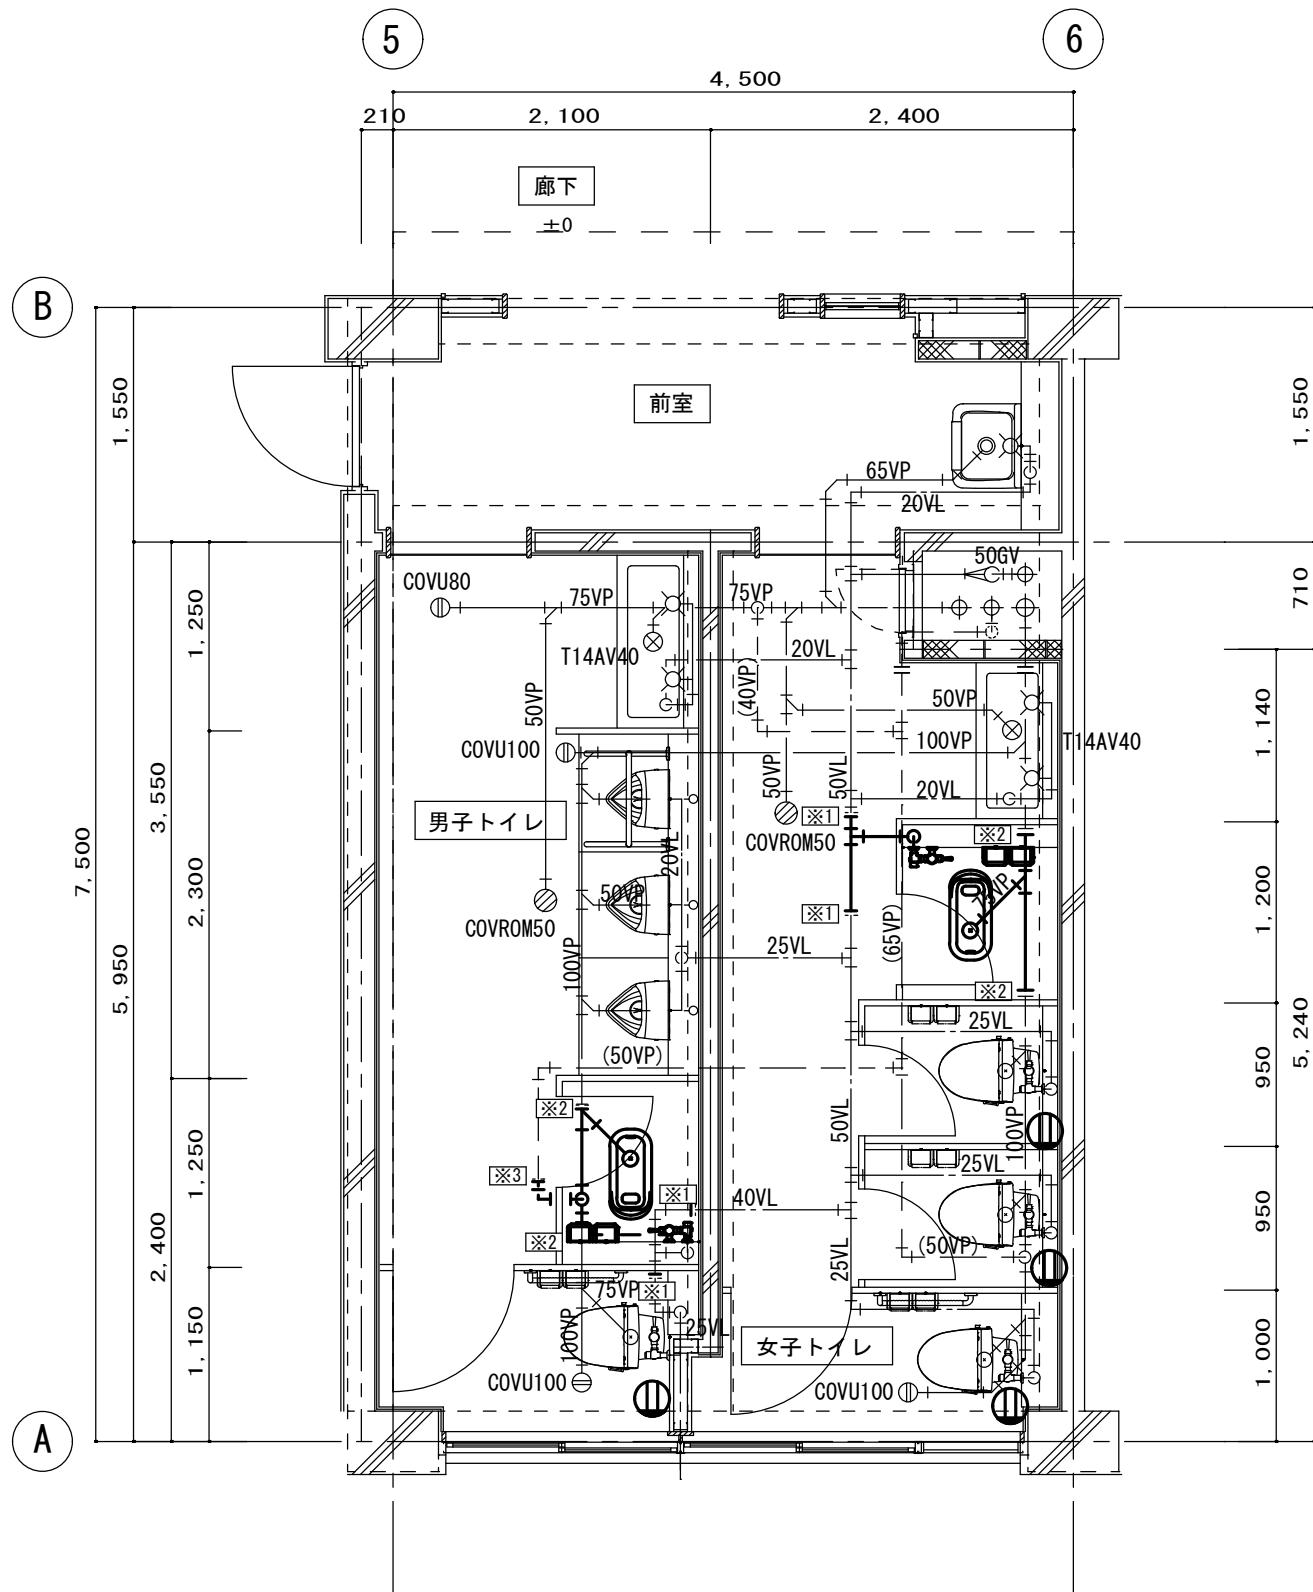 5
6
4,500
210
2,100
2,400
廊下
±0
B
1,550
1,550
前室
65VP
20VL
50GV
COVU80
75VP
75VP
710
1,250
T14AV40
20VL
(40VP)
50VP
50VP
COVU100
100VP
T14AV40
1,140
50VP
50VL
20VL
男子トイレ
※1
COVROM50
※2
3,550
7,500
2,300
20VL
50VP
COVROM50
※1
75VP
1,200
5,950
100VP
25VL
(65VP)
※2
25VL
5,240
(50VP)
950
※2
50VL
100VP
※3
※1
25VL
1,250
40VL
950
2,400
※2
25VL
(50VP)
75VP
※1
100VP
25VL
女子トイレ
1,150
1,000
COVU100
COVU100
A